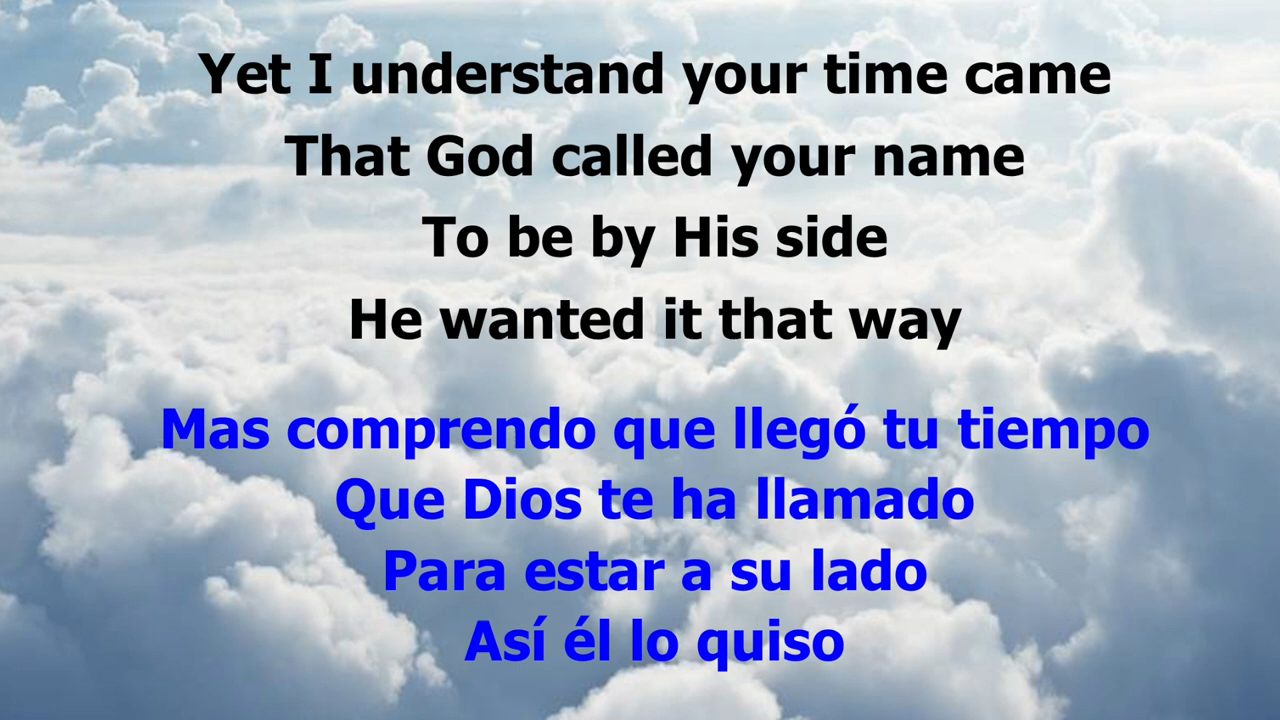 Yet I understand your time came
That God called your name
To be by His side
He wanted it that way
Mas comprendo que llegó tu tiempo
Que Dios te ha llamado
Para estar a su lado
Así él lo quiso